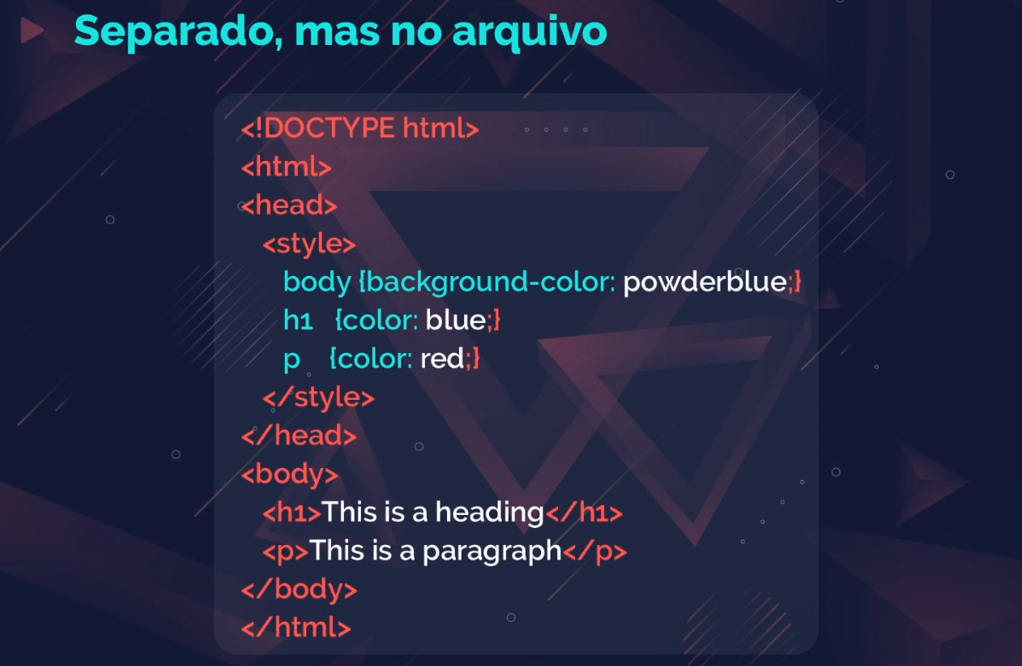 Separado, mas no arquivo
<!DOCTYPE html>
<html>
<head>
<style>
body {background-color: powderblue;}
h1 {color: blue;}
p {color: red;}
</style>
</head>
<body>
<h1>This is a heading</h1>
<p>This is a paragraph</p>
</body>
</html>